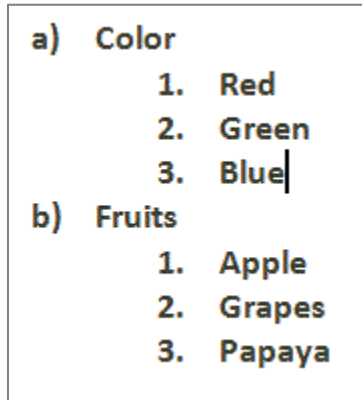 a) Color
1. Red
2. Green
3. Blue
b) Fruits
1. Apple
2. Grapes
3. Papaya